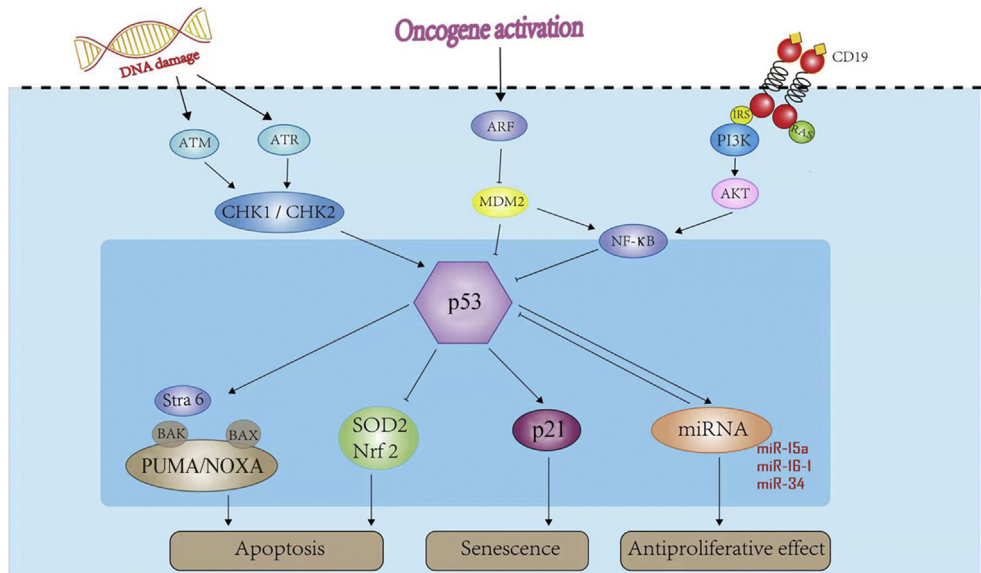 Oncogene activation
DNA damage
CD19
IRS
RAS
ATM
ATR
ARF
PI3K
CHK1 / CHK2
MDM2
AKT
NF-κB
p53
Stra 6
BAK
BAX
PUMA/NOXA
SOD2
Nrf 2
p21
miRNA
miR-15a
miR-16-1
miR-34
Apoptosis
Senescence
Antiproliferative effect